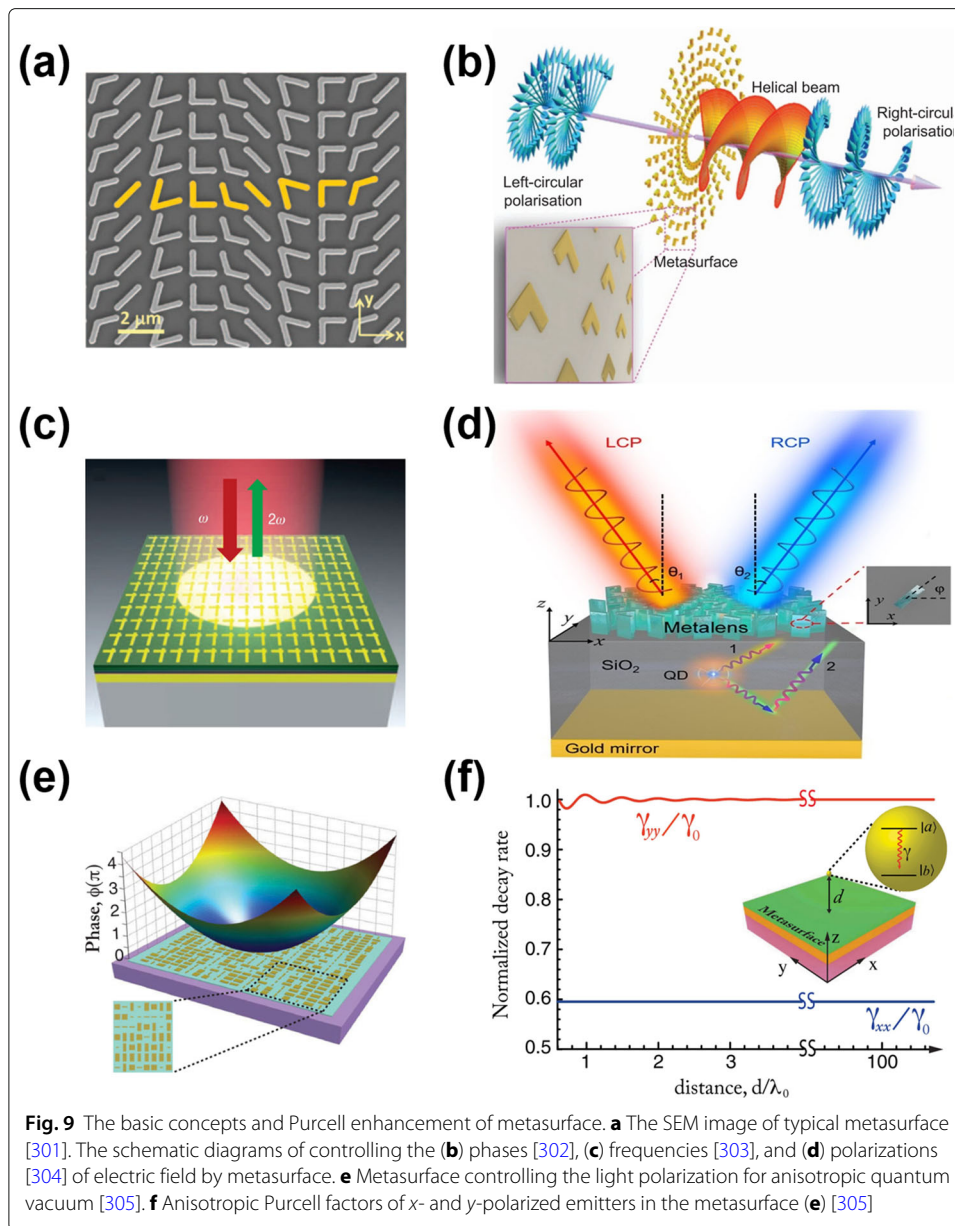 (a)
2 μm
y
x
(b)
Helical beam
Right-circul
polarisation
Left-circular
polarisation
Metasurface
(c)
ω
2ω
(d)
LCP
RCP
θ1
θ2
z
y
x
Metalens
y
x
φ
1
SiO2
QD
2
Gold mirror
(e)
Phase, ϕ(π)
4
3
2
1
0
(f)
Normalized decay rate
1.0
0.9
0.8
0.7
0.6
0.5
γyy/γ0
|a⟩
γ
|b⟩
d
Metasurface
z
y
x
γxx/γ0
1
2
3
100
distance, d/λ0
Fig. 9 The basic concepts and Purcell enhancement of metasurface. a The SEM image of typical metasurface
[301]. The schematic diagrams of controlling the (b) phases [302], (c) frequencies [303], and (d) polarizations
[304] of electric field by metasurface. e Metasurface controlling the light polarization for anisotropic quantum
vacuum [305]. f Anisotropic Purcell factors of x- and y-polarized emitters in the metasurface (e) [305]